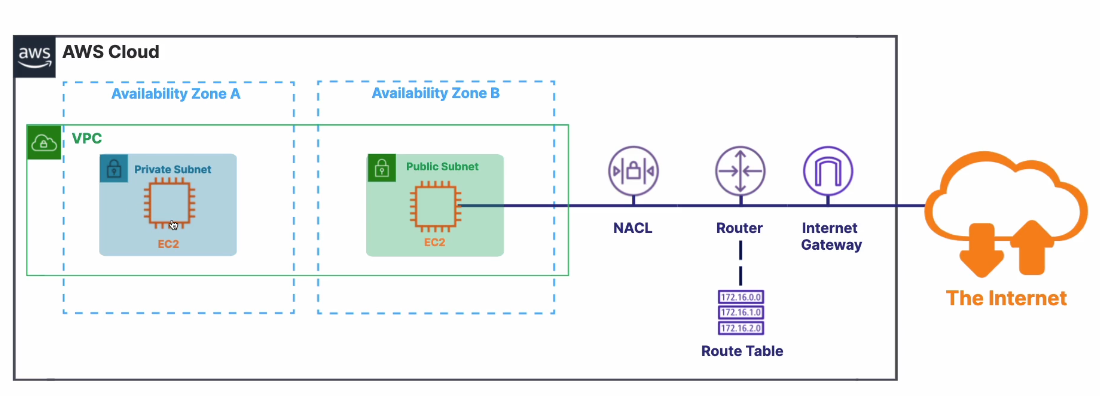 aws
AWS Cloud
Availability Zone A
Availability Zone B
VPC
Private Subnet
EC2
Public Subnet
EC2
NACL
Router
Internet
Gateway
172.16.0.0
172.16.1.0
172.16.2.0
Route Table
The Internet